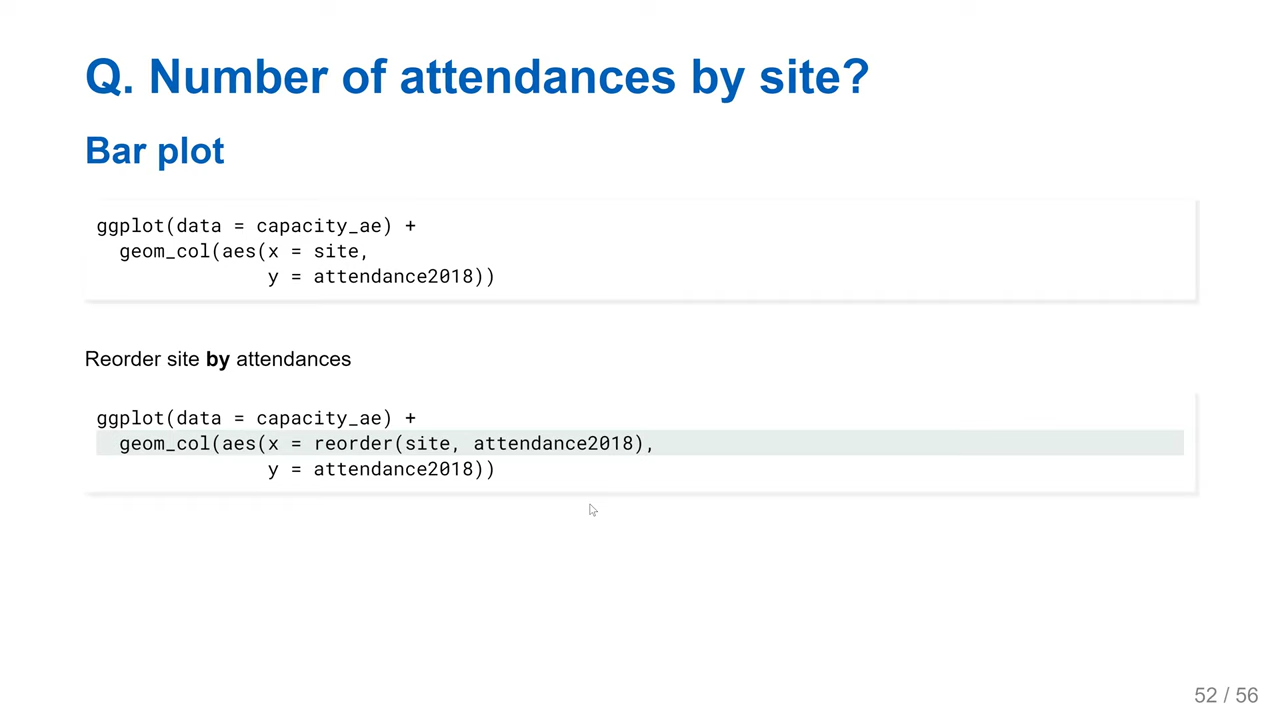 Q. Number of attendances by site?
Bar plot
ggplot(data = capacity_ae) +
  geom_col(aes(x = site,
               y = attendance2018))
Reorder site by attendances
ggplot(data = capacity_ae) +
  geom_col(aes(x = reorder(site, attendance2018),
               y = attendance2018))
52 / 56